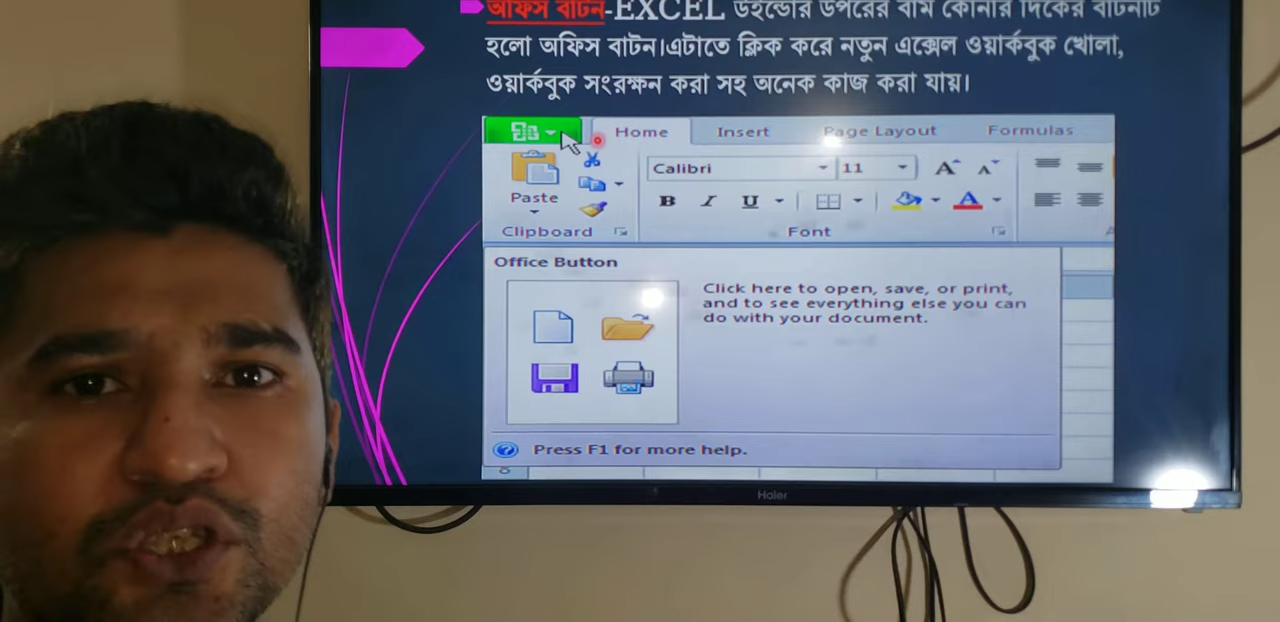 অফিস বাটন-EXCEL উইন্ডোর উপরের বাম কোনার দিকের বাটনটি
হলো অফিস বাটন।এটাতে ক্লিক করে নতুন এক্সেল ওয়ার্কবুক খোলা,
ওয়ার্কবুক সংরক্ষন করা সহ অনেক কাজ করা যায়।
Home Insert Page Layout Formulas
Calibri 11 A A
Paste B I U A
Clipboard Font
Office Button
Click here to open, save, or print,
and to see everything else you can
do with your document.
Press F1 for more help.
Haier